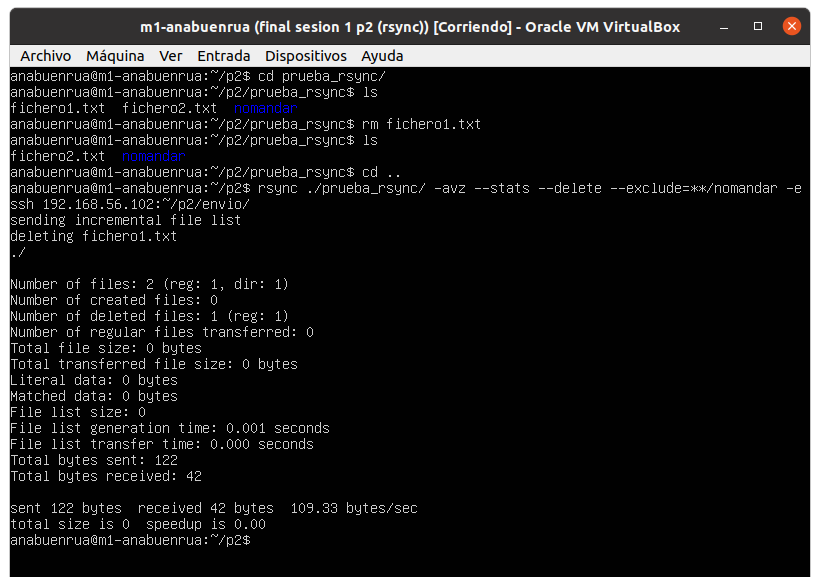 m1-anabuenrua (final sesion 1 p2 (rsync)) [Corriendo] - Oracle VM VirtualBox
Archivo Máquina Ver Entrada Dispositivos Ayuda
anabuenrua@m1-anabuenrua:~/p2$ cd prueba_rsync/
anabuenrua@m1-anabuenrua:~/p2/prueba_rsync$ ls
fichero1.txt  fichero2.txt  nomandar
anabuenrua@m1-anabuenrua:~/p2/prueba_rsync$ rm fichero1.txt
anabuenrua@m1-anabuenrua:~/p2/prueba_rsync$ ls
fichero2.txt  nomandar
anabuenrua@m1-anabuenrua:~/p2/prueba_rsync$ cd ..
anabuenrua@m1-anabuenrua:~/p2$ rsync ./prueba_rsync/ -avz --stats --delete --exclude=**/nomandar -e
ssh 192.168.56.102:~/p2/envio/
sending incremental file list
deleting fichero1.txt
./
Number of files: 2 (reg: 1, dir: 1)
Number of created files: 0
Number of deleted files: 1 (reg: 1)
Number of regular files transferred: 0
Total file size: 0 bytes
Total transferred file size: 0 bytes
Literal data: 0 bytes
Matched data: 0 bytes
File list size: 0
File list generation time: 0.001 seconds
File list transfer time: 0.000 seconds
Total bytes sent: 122
Total bytes received: 42
sent 122 bytes  received 42 bytes  109.33 bytes/sec
total size is 0  speedup is 0.00
anabuenrua@m1-anabuenrua:~/p2$